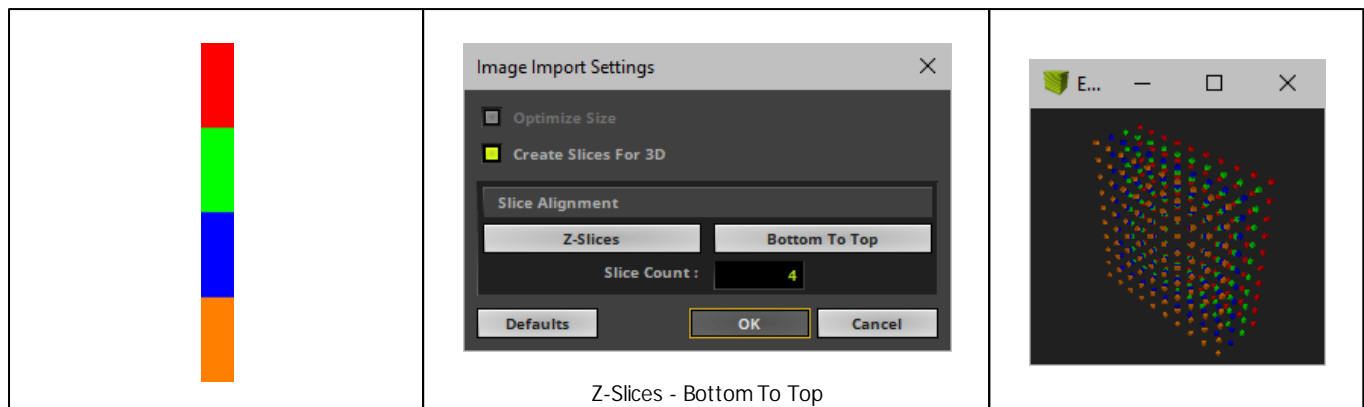 Image Import Settings
Optimize Size
Create Slices For 3D
Slice Alignment
Z-Slices
Bottom To Top
Slice Count :
4
Defaults
OK
Cancel
Z-Slices - Bottom To Top
E...